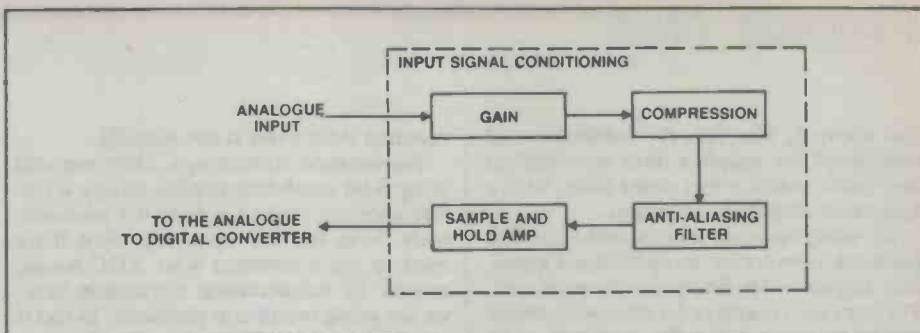 INPUT SIGNAL CONDITIONING
ANALOGUE
INPUT
GAIN
COMPRESSION
TO THE ANALOGUE
TO DIGITAL CONVERTER
SAMPLE AND
HOLD AMP
ANTI-ALIASING
FILTER